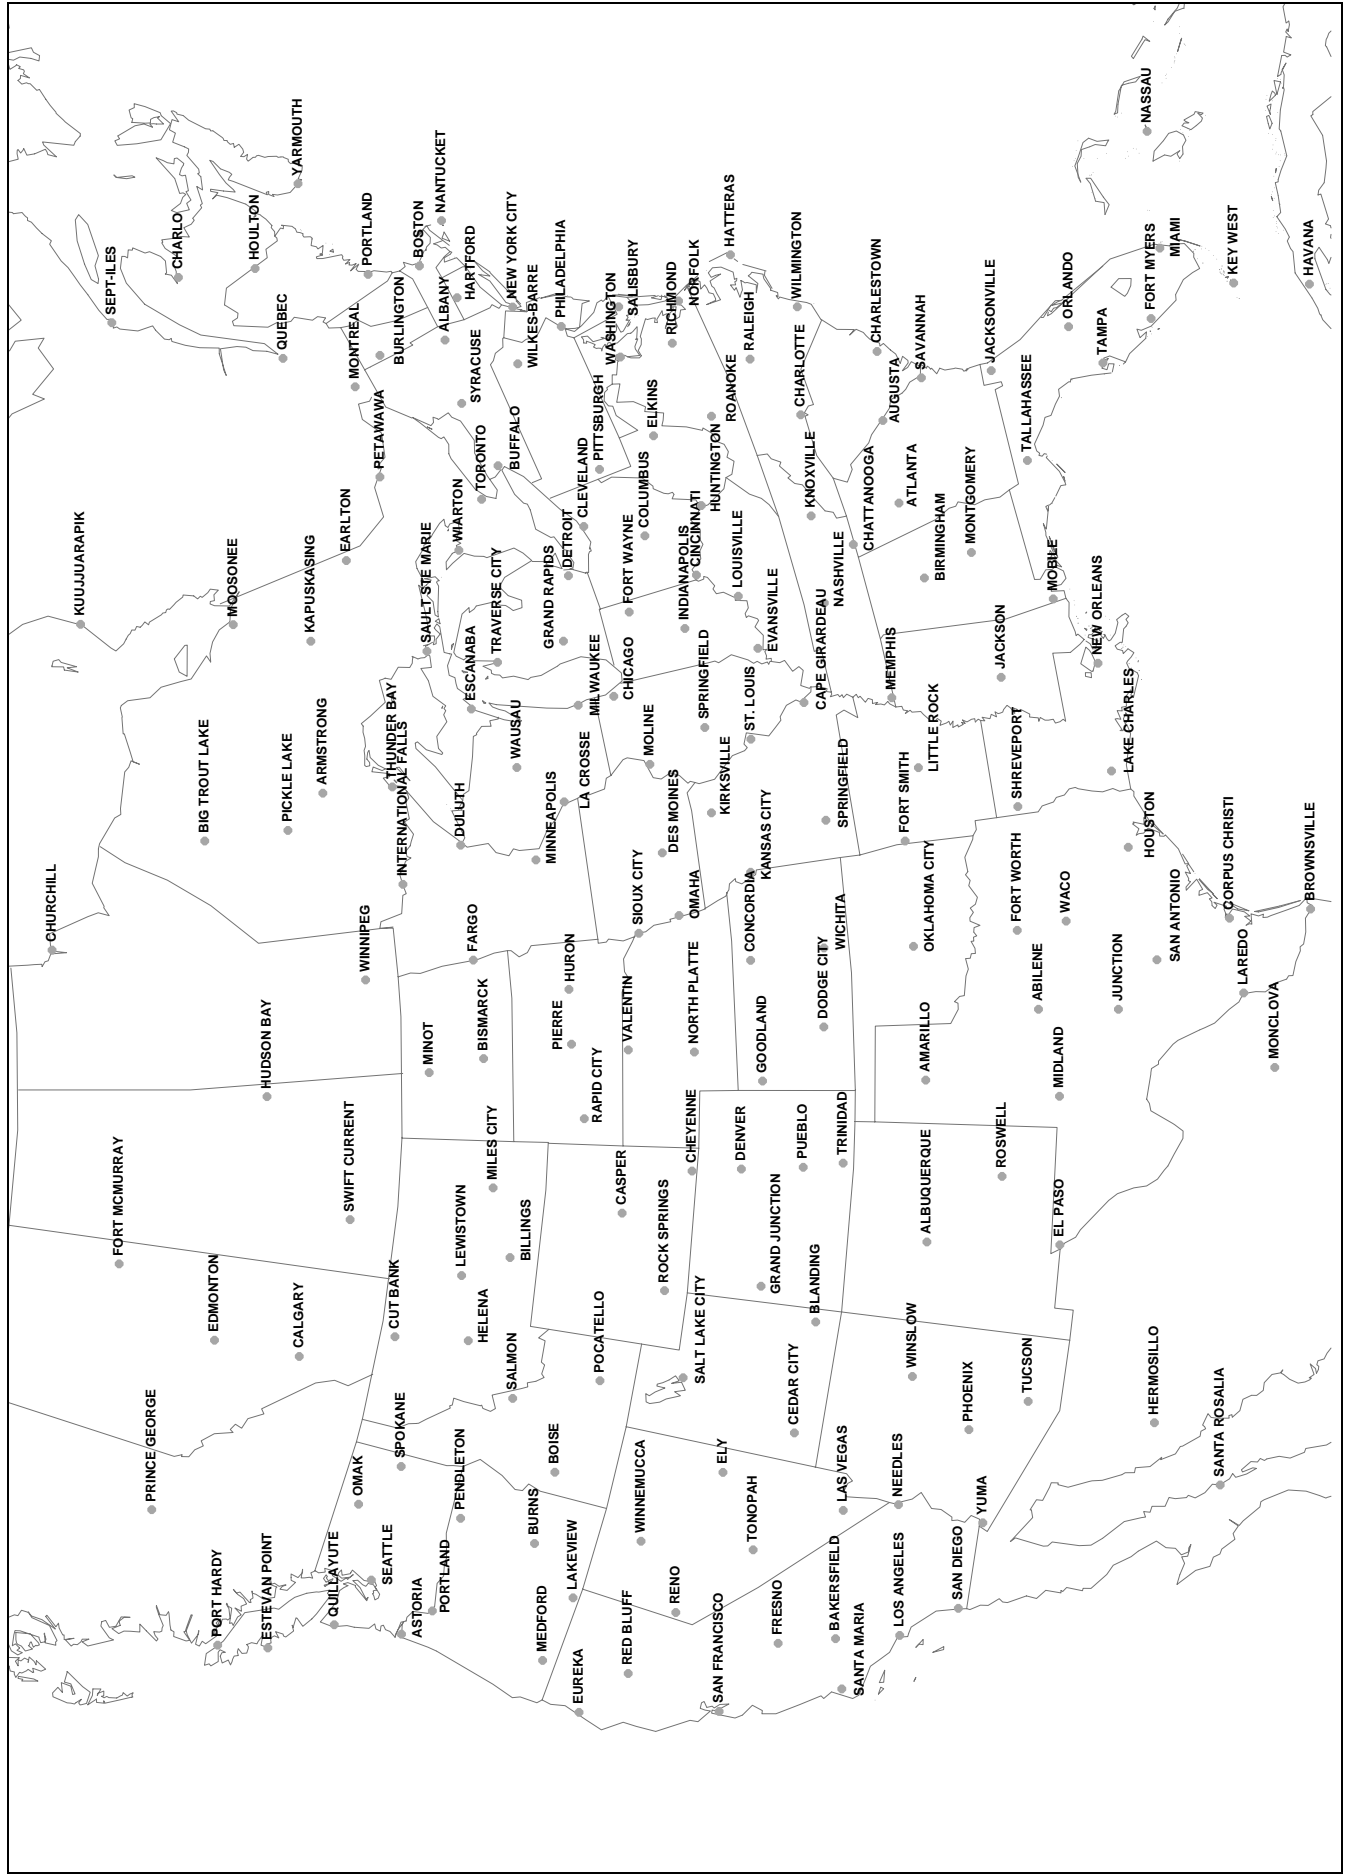 CHURCHILL
KUUJJUARAPIK
SEPT-ILES
FORT MCMURRAY
PRINCE GEORGE
CHARLO
BIG TROUT LAKE
MOOSONEE
EDMONTON
PORT HARDY
HOULTON
HUDSON BAY
ESTEVAN POINT
QUEBEC
PICKLE LAKE
YARMOUTH
CALGARY
KAPUSKASING
ARMSTRONG
QUILLAYUTE
EARLTON
SWIFT CURRENT
MONTREAL
OMAK
WINNIPEG
PORTLAND
SEATTLE
PETAWAWA
BURLINGTON
THUNDER BAY
CUT BANK
INTERNATIONAL FALLS
SPOKANE
ASTORIA
BOSTON
SAULT STE MARIE
MINOT
PORTLAND
NANTUCKET
ALBANY
WIARTON
DULUTH
PENDLETON
LEWISTOWN
HARTFORD
SYRACUSE
HELENA
ESCANABA
FARGO
TORONTO
BISMARCK
MILES CITY
TRAVERSE CITY
BUFFALO
BILLINGS
NEW YORK CITY
SALMON
WAUSAU
WILKES-BARRE
BURNS
MINNEAPOLIS
MEDFORD
BOISE
PHILADELPHIA
GRAND RAPIDS
LA CROSSE
DETROIT
HURON
PIERRE
LAKEVIEW
EUREKA
MILWAUKEE
CLEVELAND
RAPID CITY
PITTSBURGH
POCATELLO
CHICAGO
WASHINGTON
SALISBURY
CASPER
VALENTIN
RED BLUFF
FORT WAYNE
SIOUX CITY
WINNEMUCCA
COLUMBUS
MOLINE
ELKINS
DES MOINES
ROCK SPRINGS
RICHMOND
RENO
NORFOLK
OMAHA
INDIANAPOLIS
SALT LAKE CITY
CHEYENNE
NORTH PLATTE
CINCINNATI
HUNTINGTON
SPRINGFIELD
KIRKSVILLE
ROANOKE
SAN FRANCISCO
ELY
HATTERAS
LOUISVILLE
DENVER
RALEIGH
ST. LOUIS
CONCORDIA
KANSAS CITY
TONOPAH
EVANSVILLE
GOODLAND
GRAND JUNCTION
FRESNO
CEDAR CITY
WILMINGTON
CHARLOTTE
PUEBLO
CAPE GIRARDEAU
KNOXVILLE
BLANDING
DODGE CITY
WICHITA
NASHVILLE
SPRINGFIELD
BAKERSFIELD
TRINIDAD
LAS VEGAS
SANTA MARIA
CHATTANOOGA
CHARLESTOWN
AUGUSTA
MEMPHIS
NEEDLES
LOS ANGELES
ATLANTA
FORT SMITH
WINSLOW
SAVANNAH
OKLAHOMA CITY
LITTLE ROCK
BIRMINGHAM
AMARILLO
ALBUQUERQUE
SAN DIEGO
PHOENIX
MONTGOMERY
YUMA
JACKSONVILLE
JACKSON
ROSWELL
SHREVEPORT
FORT WORTH
TALLAHASSEE
TUCSON
ABILENE
MOBILE
EL PASO
MIDLAND
WACO
ORLANDO
NEW ORLEANS
TAMPA
LAKE CHARLES
JUNCTION
HOUSTON
NASSAU
FORT MYERS
HERMOSILLO
SAN ANTONIO
MIAMI
SANTA ROSALIA
CORPUS CHRISTI
KEY WEST
LAREDO
MONCLOVA
BROWNSVILLE
HAVANA